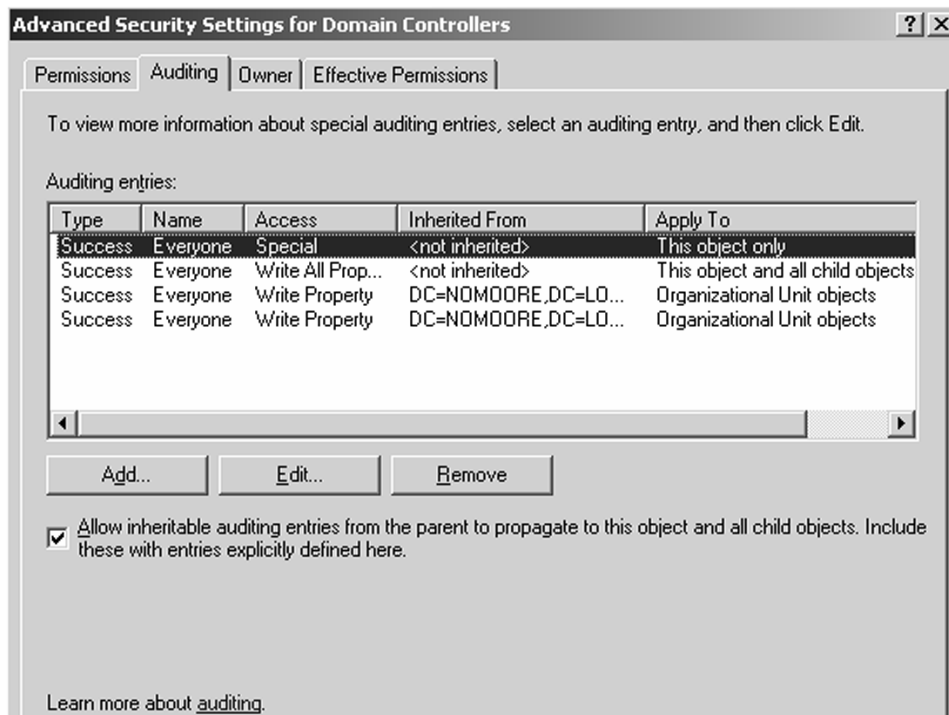 Advanced Security Settings for Domain Controllers
Permissions Auditing Owner Effective Permissions
To view more information about special auditing entries, select an auditing entry, and then click Edit.
Auditing entries:
Type Name Access Inherited From Apply To
Success Everyone Special <not inherited> This object only
Success Everyone Write All Prop... <not inherited> This object and all child objects
Success Everyone Write Property DC=NOMOORE,DC=LO... Organizational Unit objects
Success Everyone Write Property DC=NOMOORE,DC=LO... Organizational Unit objects
Add... Edit... Remove
Allow inheritable auditing entries from the parent to propagate to this object and all child objects. Include
these with entries explicitly defined here.
Learn more about auditing.